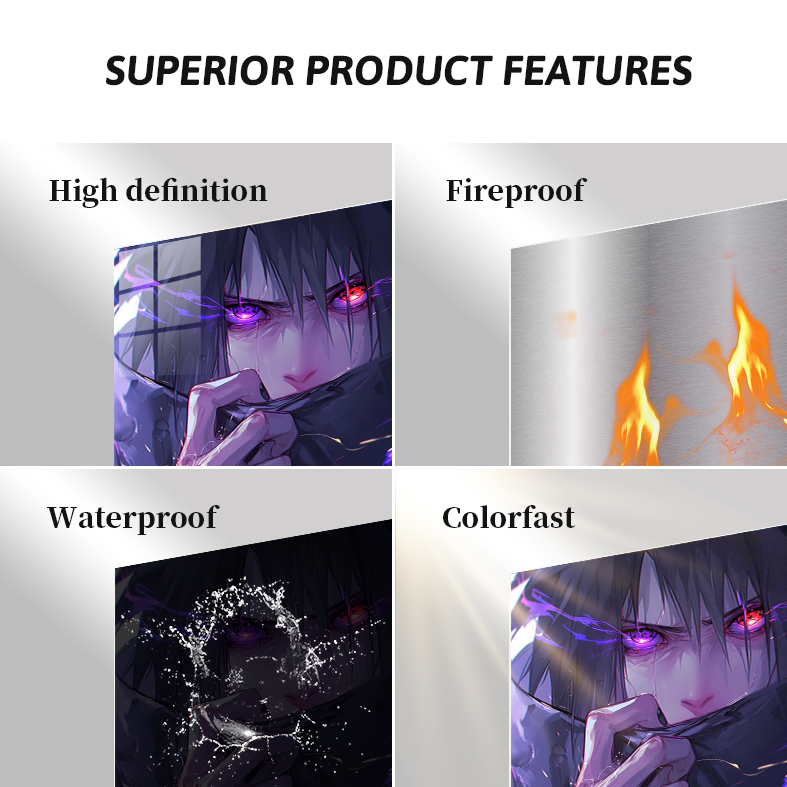 SUPERIOR PRODUCT FEATURES
High definition
Fireproof
Waterproof
Colorfast